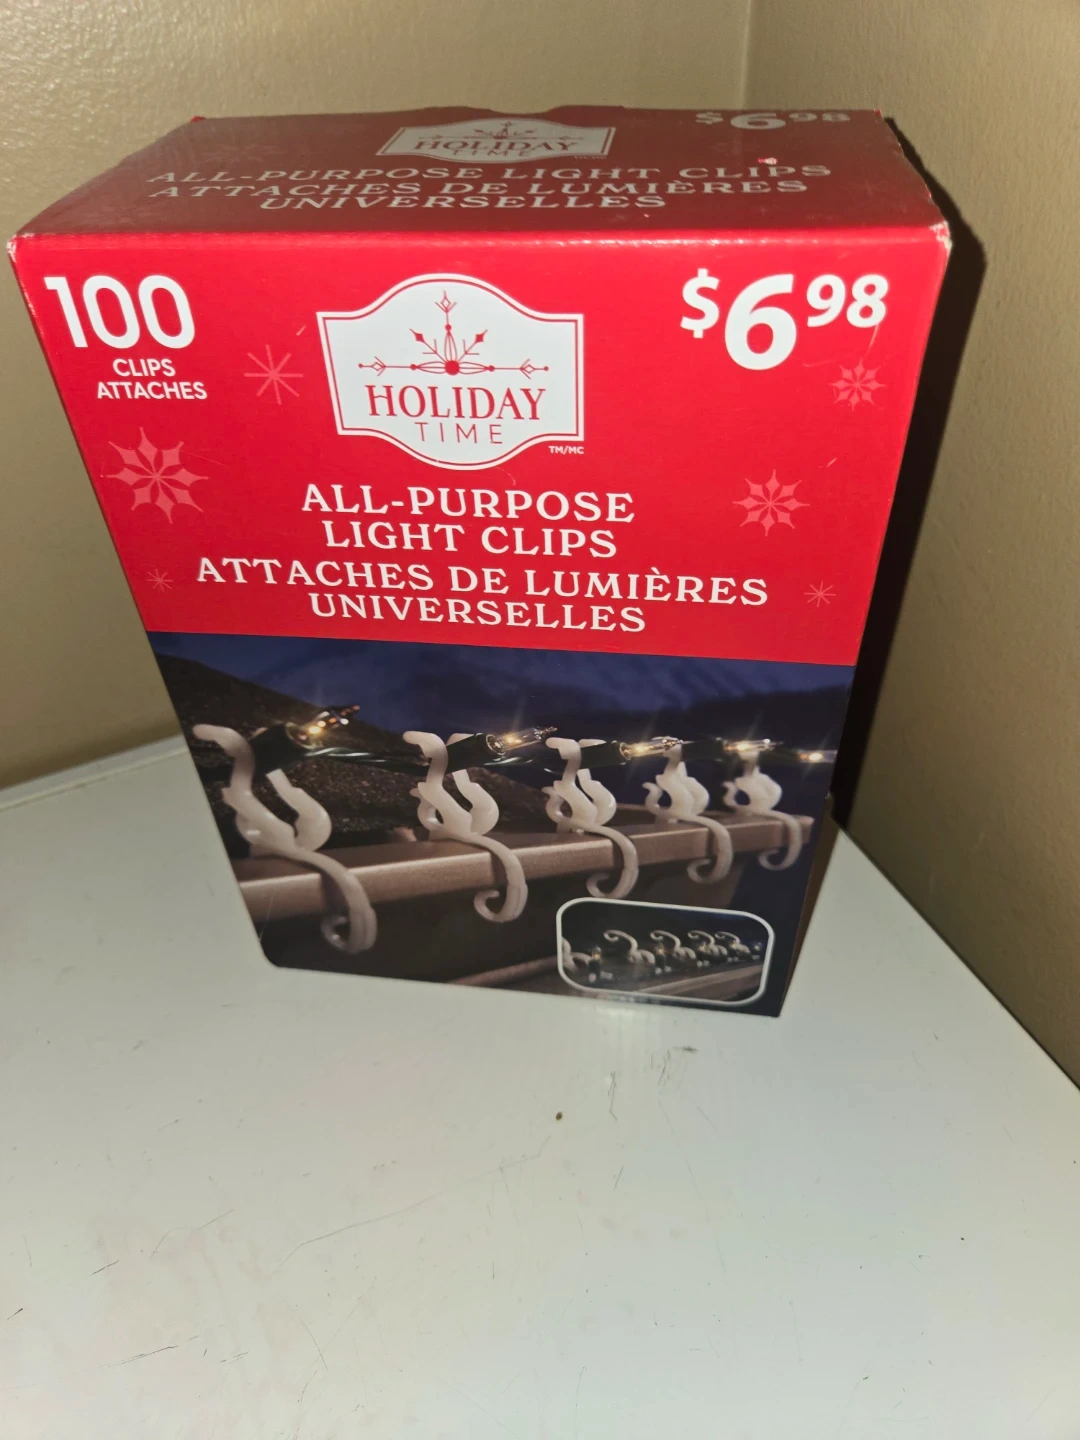 $6.98
HOLIDAY
TIME
ALL-PURPOSE LIGHT CLIPS
ATTACHES DE LUMIÈRES
UNIVERSELLES
100
CLIPS
ATTACHES
HOLIDAY
TIME
TM/MC
$6.98
ALL-PURPOSE
LIGHT CLIPS
ATTACHES DE LUMIÈRES
UNIVERSELLES